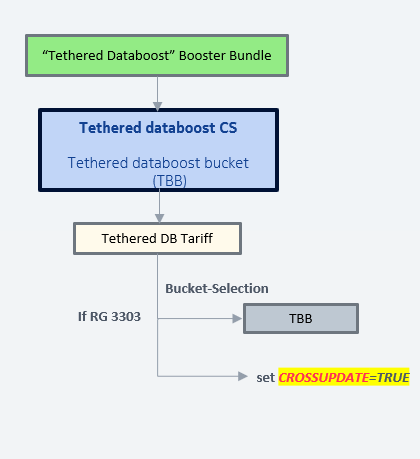 “Tethered Databoost” Booster Bundle
Tethered databoost CS
Tethered databoost bucket
(TBB)
Tethered DB Tariff
Bucket-Selection
If RG 3303
TBB
set CROSSUPDATE=TRUE